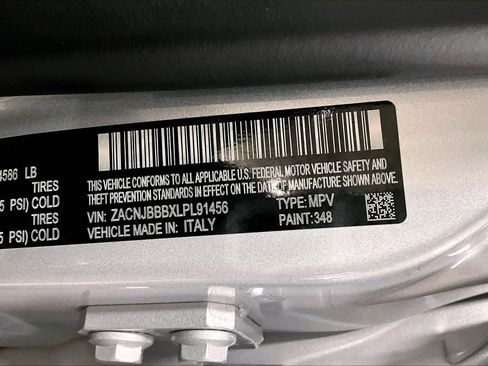 4586 LB
TIRES
5 PSI) COLD
TIRES
5 PSI) COLD
THIS VEHICLE CONFORMS TO ALL APPLICABLE U.S. FEDERAL MOTOR VEHICLE SAFETY AND
THEFT PREVENTION STANDARDS IN EFFECT ON THE DATE OF MANUFACTURE SHOWN ABOVE.
VIN: ZACNJBBBXLPL91456 TYPE: MPV
VEHICLE MADE IN: ITALY PAINT: 348